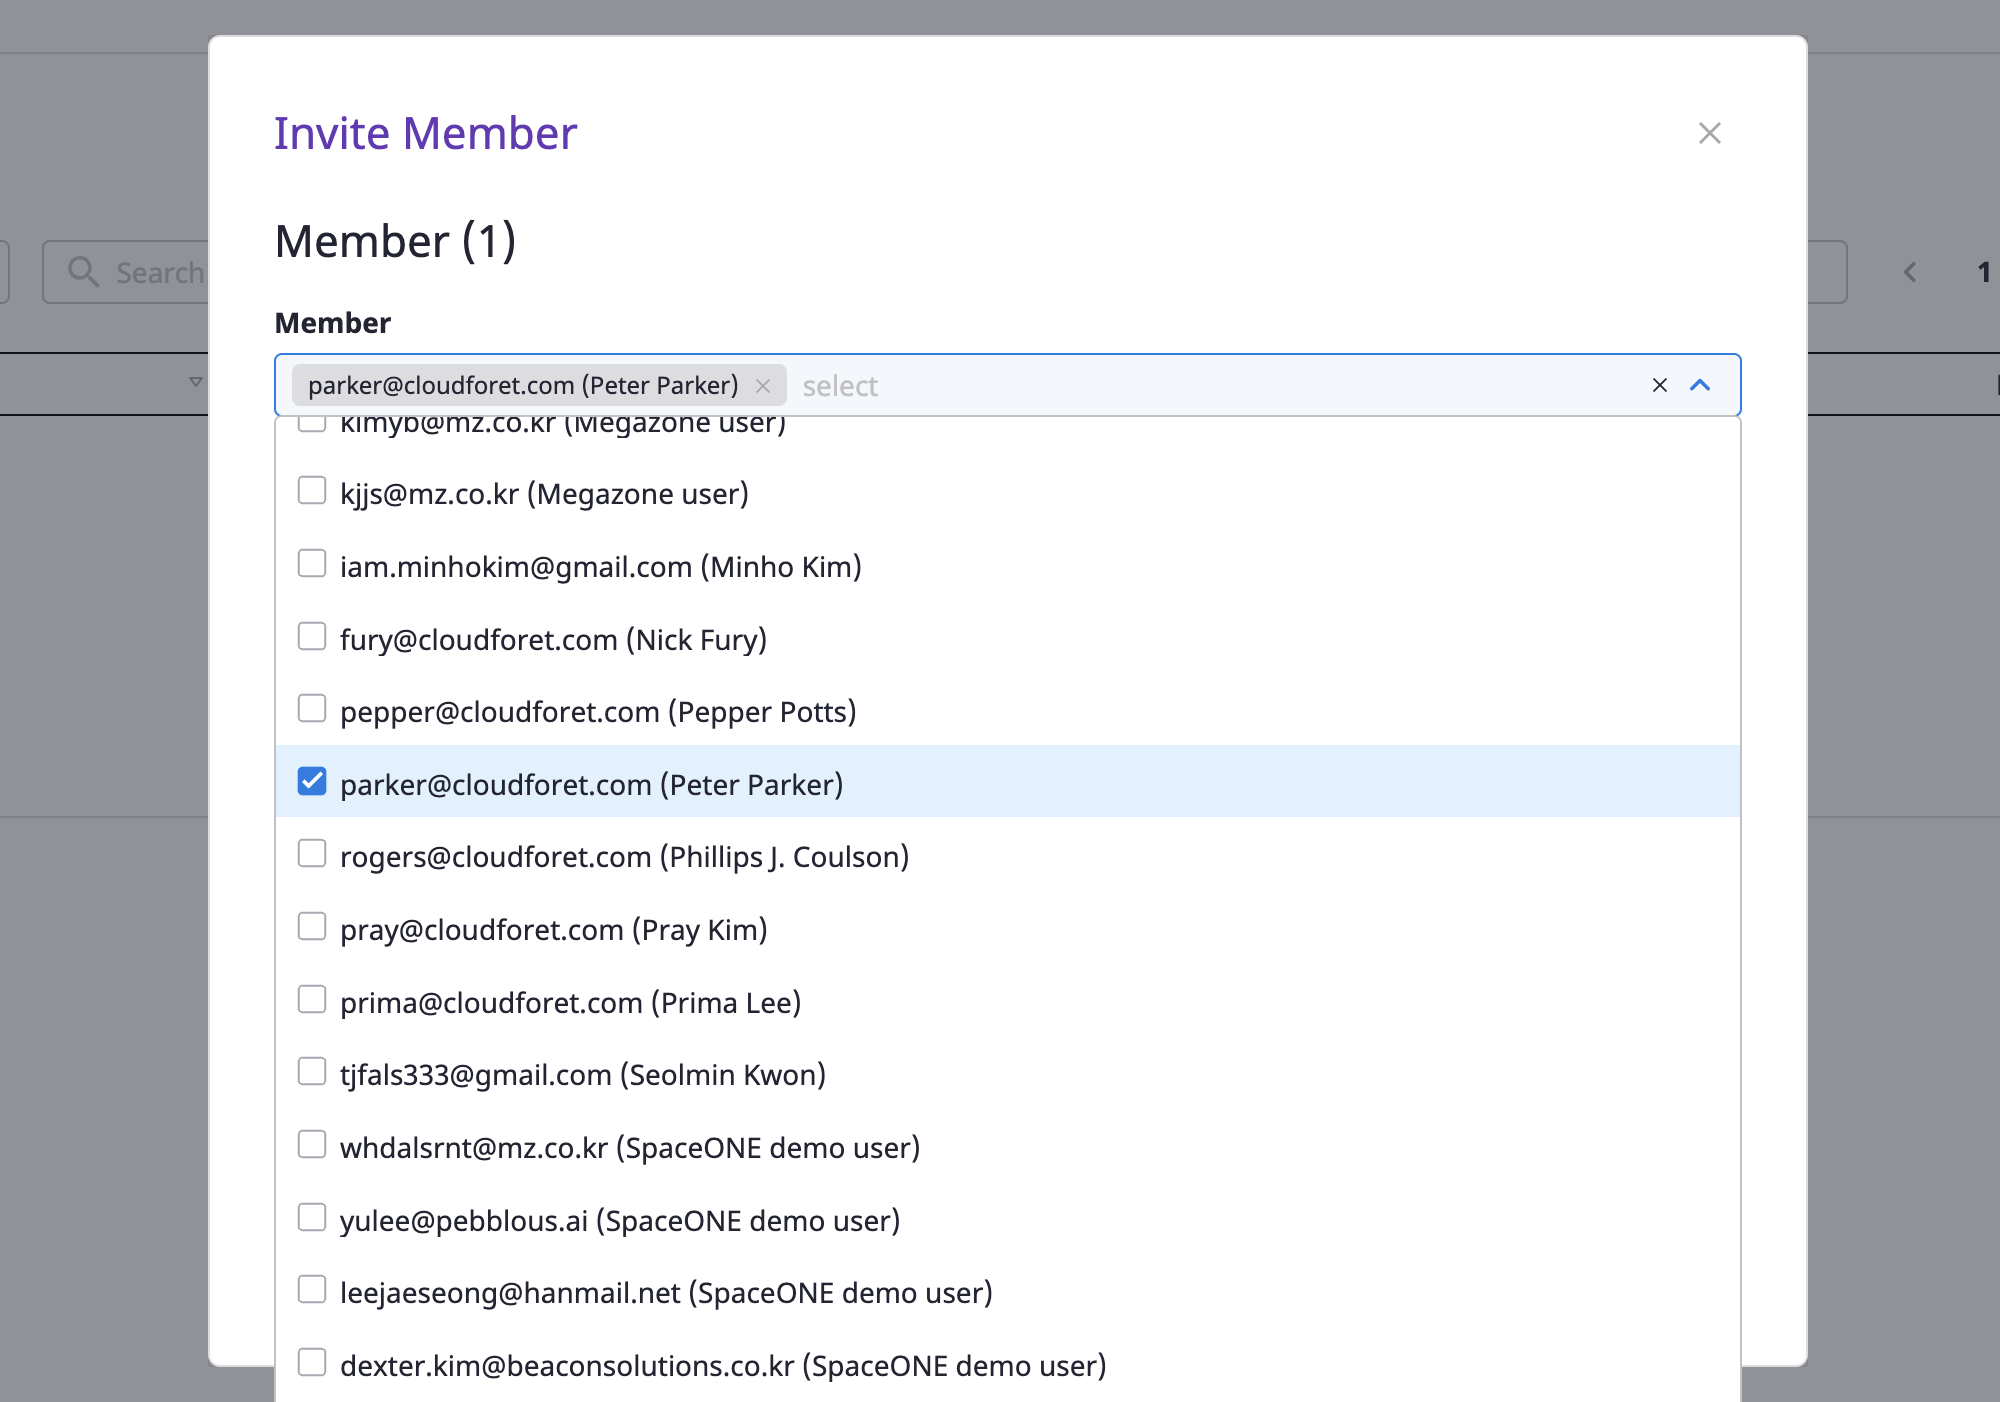 Invite Member
Member (1)
Search
1
Member
parker@cloudforet.com (Peter Parker)
select
kimyb@mz.co.kr (Megazone user)
kjjs@mz.co.kr (Megazone user)
iam.minhokim@gmail.com (Minho Kim)
fury@cloudforet.com (Nick Fury)
pepper@cloudforet.com (Pepper Potts)
parker@cloudforet.com (Peter Parker)
rogers@cloudforet.com (Phillips J. Coulson)
pray@cloudforet.com (Pray Kim)
prima@cloudforet.com (Prima Lee)
tjfals333@gmail.com (Seolmin Kwon)
whdalsrnt@mz.co.kr (SpaceONE demo user)
yulee@pebblous.ai (SpaceONE demo user)
leejaeseong@hanmail.net (SpaceONE demo user)
dexter.kim@beaconsolutions.co.kr (SpaceONE demo user)